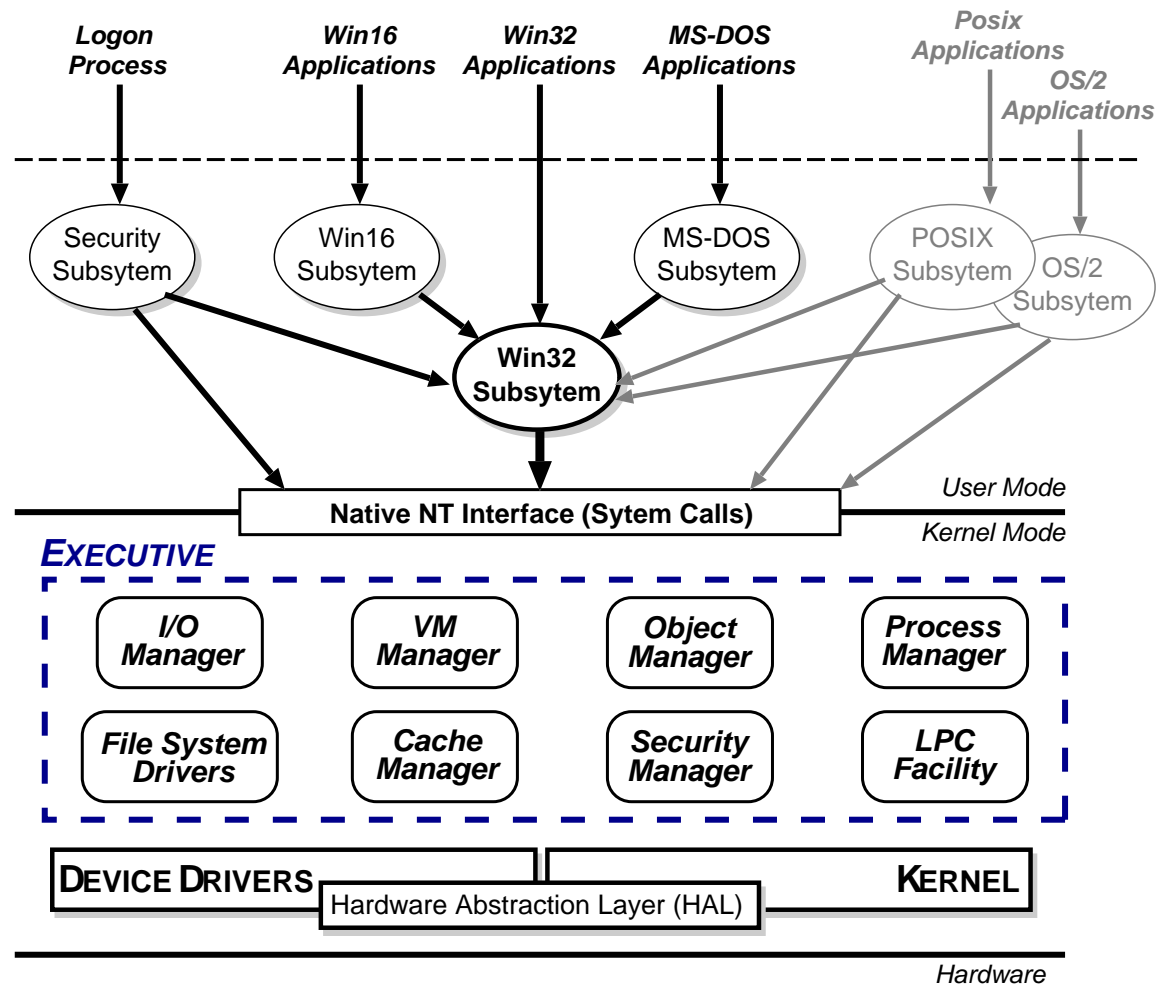 Logon
Process
Win16
Applications
Win32
Applications
MS-DOS
Applications
Posix
Applications
OS/2
Applications
Security
Subsytem
Win16
Subsytem
MS-DOS
Subsytem
POSIX
Subsytem
OS/2
Subsytem
Win32
Subsytem
User Mode
Native NT Interface (Sytem Calls)
Kernel Mode
EXECUTIVE
I/O
Manager
VM
Manager
Object
Manager
Process
Manager
File System
Drivers
Cache
Manager
Security
Manager
LPC
Facility
DEVICE DRIVERS
KERNEL
Hardware Abstraction Layer (HAL)
Hardware